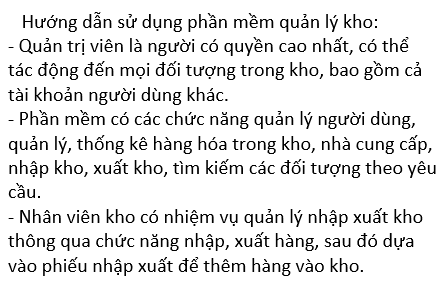 Hướng dẫn sử dụng phần mềm quản lý kho:
- Quản trị viên là người có quyền cao nhất, có thể
tác động đến mọi đối tượng trong kho, bao gồm cả
tài khoản người dùng khác.
- Phần mềm có các chức năng quản lý người dùng,
quản lý, thống kê hàng hóa trong kho, nhà cung cấp,
nhập kho, xuất kho, tìm kiếm các đối tượng theo yêu
cầu.
- Nhân viên kho có nhiệm vụ quản lý nhập xuất kho
thông qua chức năng nhập, xuất hàng, sau đó dựa
vào phiếu nhập xuất để thêm hàng vào kho.